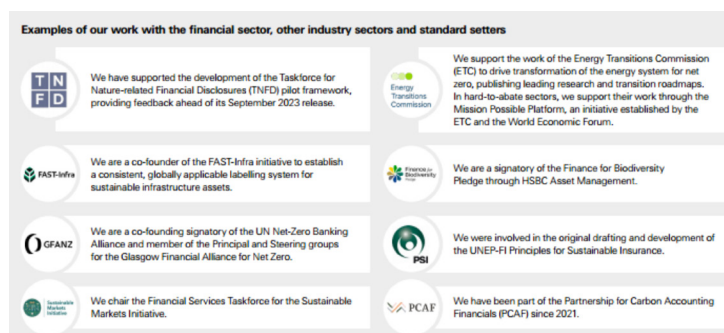 Examples of our work with the financial sector, other industry sectors and standard setters
TN
FD
We have supported the development of the Taskforce for
Nature-related Financial Disclosures (TNFD) pilot framework,
providing feedback ahead of its September 2023 release.
Energy
Transitions
Commission
We support the work of the Energy Transitions Commission
(ETC) to drive transformation of the energy system for net
zero, publishing leading research and transition roadmaps.
In hard-to-abate sectors, we support their work through the
Mission Possible Platform, an initiative established by the
ETC and the World Economic Forum.
FAST-Infra
We are a co-founder of the FAST-Infra initiative to establish
a consistent, globally applicable labelling system for
sustainable infrastructure assets.
Finance for
Biodiversity
Pledge
We are a signatory of the Finance for Biodiversity
Pledge through HSBC Asset Management.
GFANZ
We are a co-founding signatory of the UN Net-Zero Banking
Alliance and member of the Principal and Steering groups
for the Glasgow Financial Alliance for Net Zero.
PSI
We were involved in the original drafting and development of
the UNEP-FI Principles for Sustainable Insurance.
Sustainable
Markets
Initiative
We chair the Financial Services Taskforce for the Sustainable
Markets Initiative.
PCAF
We have been part of the Partnership for Carbon Accounting
Financials (PCAF) since 2021.